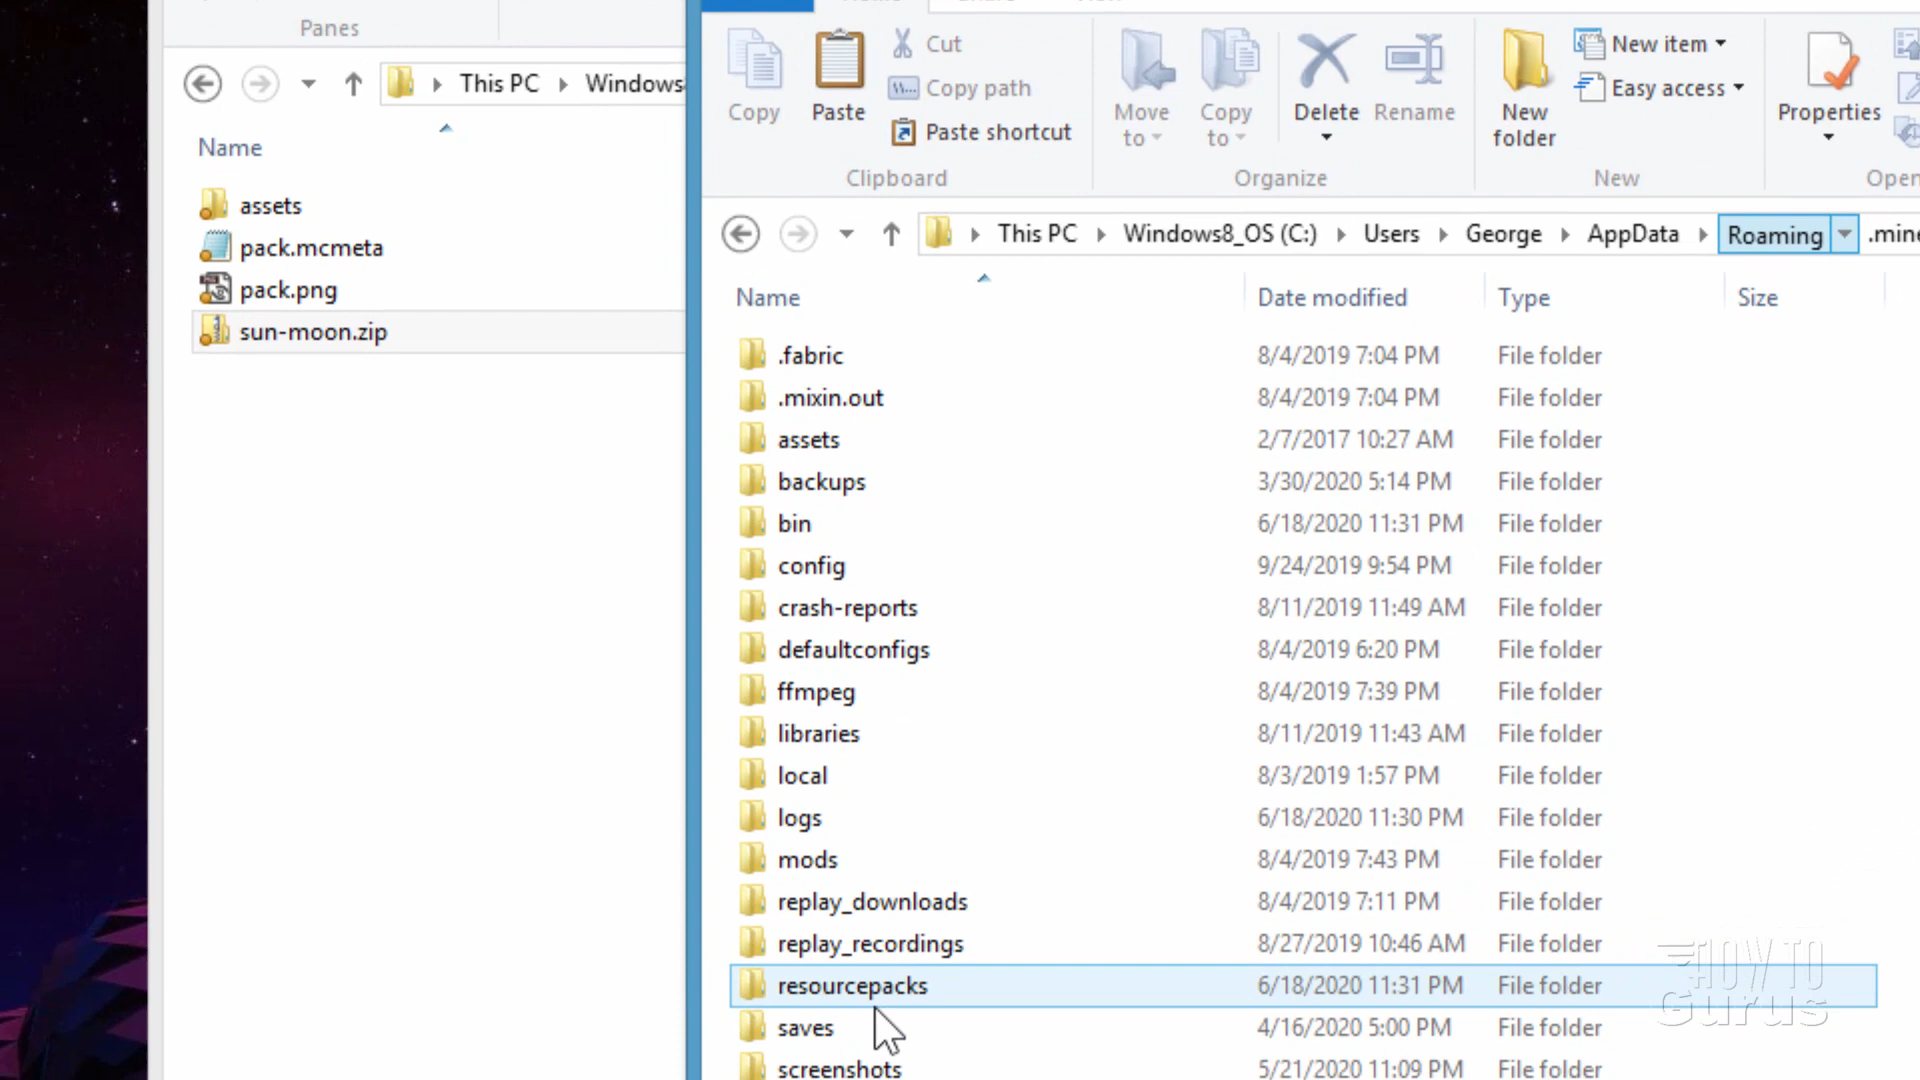 Panes
This PC Windows
Name
assets
pack.mcmeta
pack.png
sun-moon.zip
Copy
Paste
Cut
Copy path
Paste shortcut
Clipboard
Move to
Copy to
Delete
Rename
Organize
New folder
New item
Easy access
New
Properties
Open
This PC Windows8_OS (C:) Users George AppData Roaming .mine
Name Date modified Type Size
.fabric 8/4/2019 7:04 PM File folder
.mixin.out 8/4/2019 7:04 PM File folder
assets 2/7/2017 10:27 AM File folder
backups 3/30/2020 5:14 PM File folder
bin 6/18/2020 11:31 PM File folder
config 9/24/2019 9:54 PM File folder
crash-reports 8/11/2019 11:49 AM File folder
defaultconfigs 8/4/2019 6:20 PM File folder
ffmpeg 8/4/2019 7:39 PM File folder
libraries 8/11/2019 11:43 AM File folder
local 8/3/2019 1:57 PM File folder
logs 6/18/2020 11:30 PM File folder
mods 8/4/2019 7:43 PM File folder
replay_downloads 8/4/2019 7:11 PM File folder
replay_recordings 8/27/2019 10:46 AM File folder
resourcepacks 6/18/2020 11:31 PM File folder
saves 4/16/2020 5:00 PM File folder
screenshots 5/21/2020 11:09 PM File folder
HOW TO
Gurus